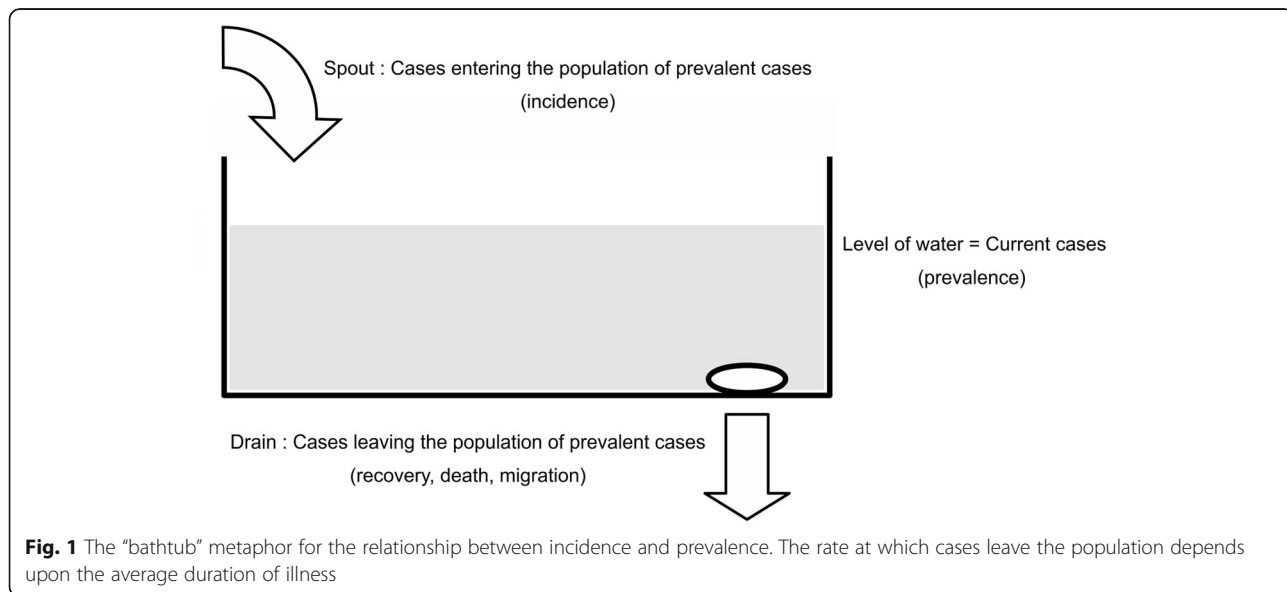 Spout : Cases entering the population of prevalent cases
(incidence)
Level of water = Current cases
(prevalence)
Drain : Cases leaving the population of prevalent cases
(recovery, death, migration)
Fig. 1 The “bathtub” metaphor for the relationship between incidence and prevalence. The rate at which cases leave the population depends
upon the average duration of illness